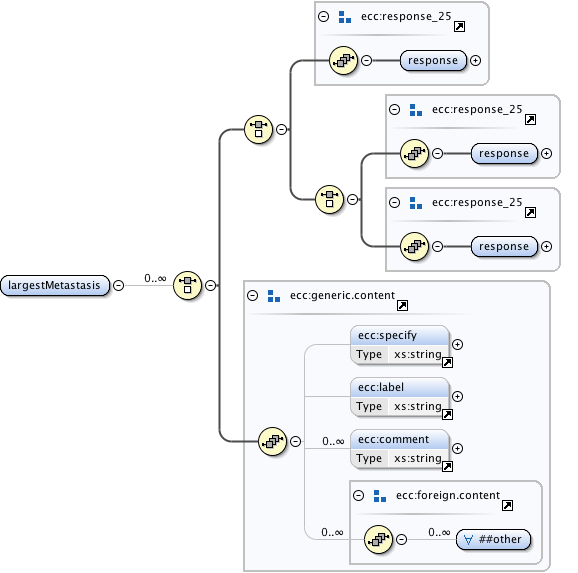 ecc:response_25
response
ecc:response_25
response
ecc:response_25
response
largestMetastasis
0..∞
ecc:generic.content
ecc:specify
Type xs:string
ecc:label
Type xs:string
0..∞
ecc:comment
Type xs:string
ecc:foreign.content
0..∞
0..∞
∀ ##other